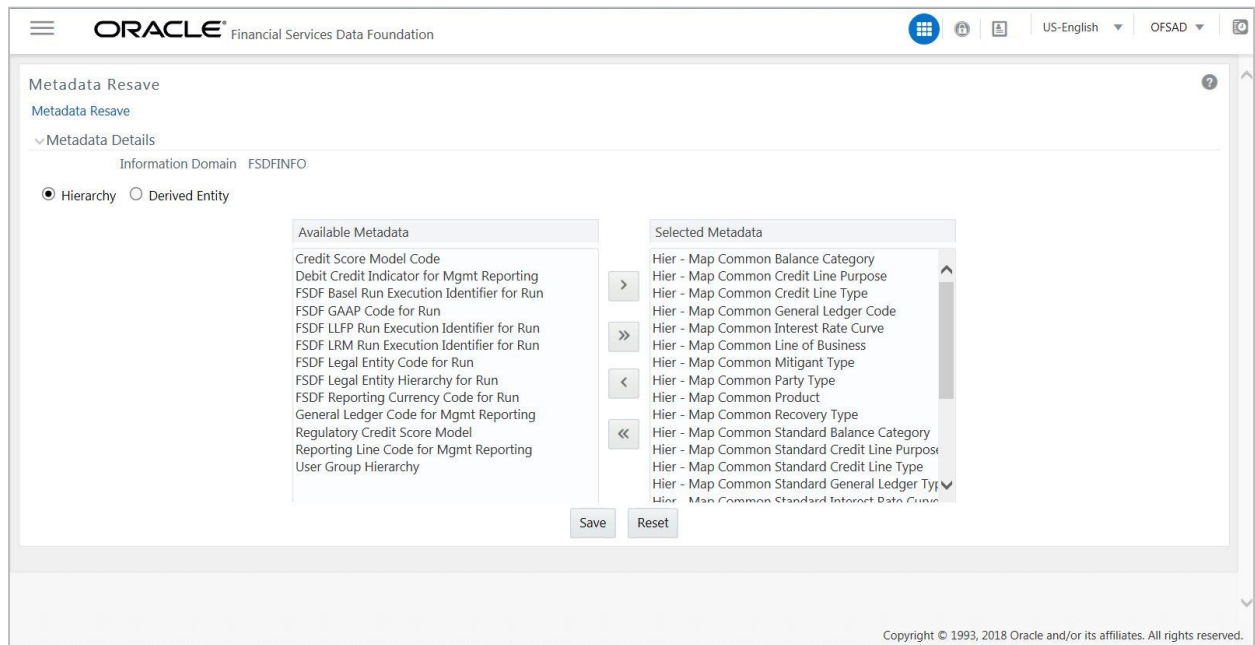 ORACLE® Financial Services Data Foundation
US-English
OFSAD
Metadata Resave
Metadata Resave
Metadata Details
Information Domain FSDFINFO
Hierarchy Derived Entity
Available Metadata
Credit Score Model Code
Debit Credit Indicator for Mgmt Reporting
FSDF Basel Run Execution Identifier for Run
FSDF GAAP Code for Run
FSDF LLFP Run Execution Identifier for Run
FSDF LRM Run Execution Identifier for Run
FSDF Legal Entity Code for Run
FSDF Legal Entity Hierarchy for Run
FSDF Reporting Currency Code for Run
General Ledger Code for Mgmt Reporting
Regulatory Credit Score Model
Reporting Line Code for Mgmt Reporting
User Group Hierarchy
Selected Metadata
Hier - Map Common Balance Category
Hier - Map Common Credit Line Purpose
Hier - Map Common Credit Line Type
Hier - Map Common General Ledger Code
Hier - Map Common Interest Rate Curve
Hier - Map Common Line of Business
Hier - Map Common Mitigant Type
Hier - Map Common Party Type
Hier - Map Common Product
Hier - Map Common Recovery Type
Hier - Map Common Standard Balance Category
Hier - Map Common Standard Credit Line Purpose
Hier - Map Common Standard Credit Line Type
Hier - Map Common Standard General Ledger Typ
Hier - Map Common Standard Interest Rate Curve
Save Reset
Copyright © 1993, 2018 Oracle and/or its affiliates. All rights reserved.